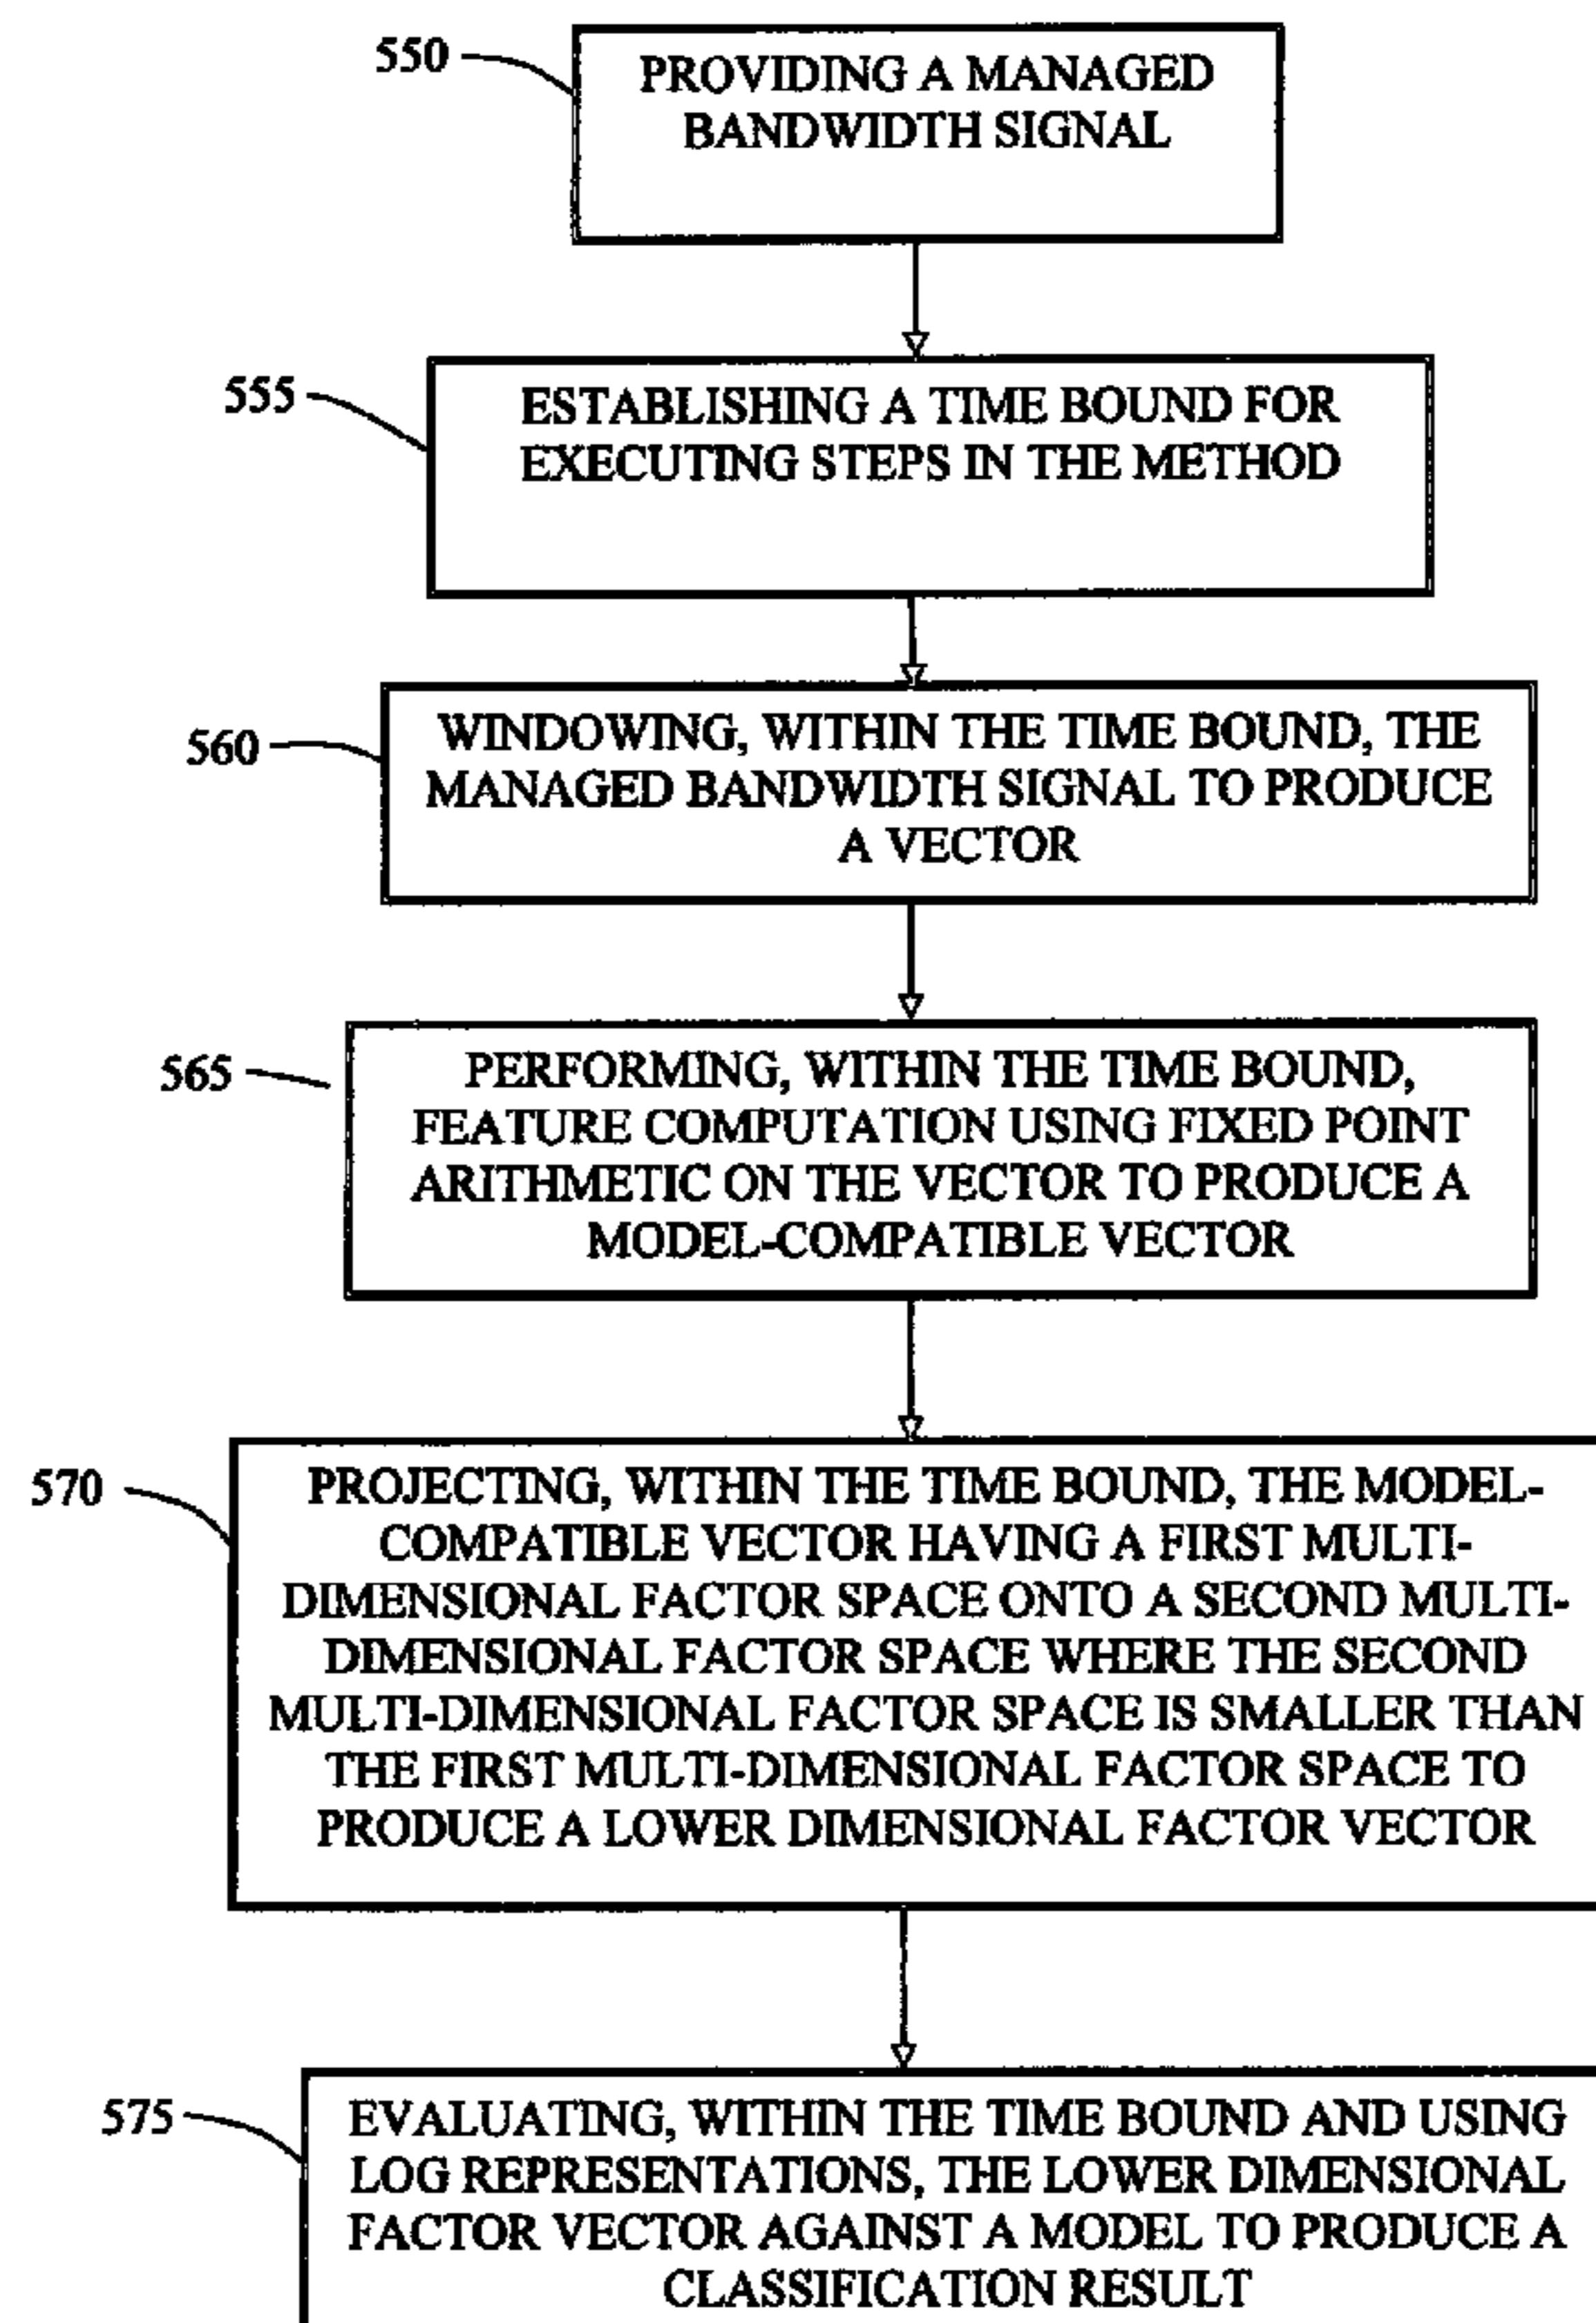 550
PROVIDING A MANAGED
BANDWIDTH SIGNAL
555
ESTABLISHING A TIME BOUND FOR
EXECUTING STEPS IN THE METHOD
560
WINDOWING, WITHIN THE TIME BOUND, THE
MANAGED BANDWIDTH SIGNAL TO PRODUCE
A VECTOR
565
PERFORMING, WITHIN THE TIME BOUND,
FEATURE COMPUTATION USING FIXED POINT
ARITHMETIC ON THE VECTOR TO PRODUCE A
MODEL-COMPATIBLE VECTOR
570
PROJECTING, WITHIN THE TIME BOUND, THE MODEL-
COMPATIBLE VECTOR HAVING A FIRST MULTI-
DIMENSIONAL FACTOR SPACE ONTO A SECOND MULTI-
DIMENSIONAL FACTOR SPACE WHERE THE SECOND
MULTI-DIMENSIONAL FACTOR SPACE IS SMALLER THAN
THE FIRST MULTI-DIMENSIONAL FACTOR SPACE TO
PRODUCE A LOWER DIMENSIONAL FACTOR VECTOR
575
EVALUATING, WITHIN THE TIME BOUND AND USING
LOG REPRESENTATIONS, THE LOWER DIMENSIONAL
FACTOR VECTOR AGAINST A MODEL TO PRODUCE A
CLASSIFICATION RESULT